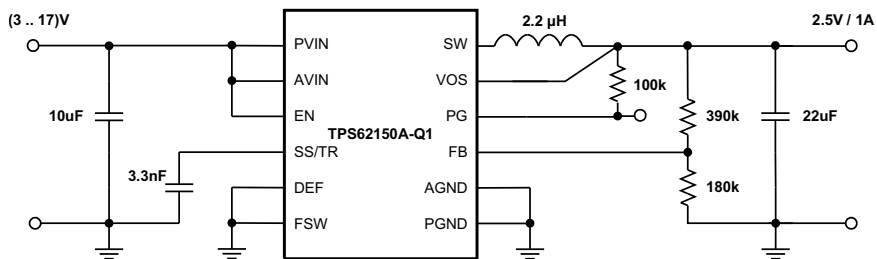 (3 .. 17)V
2.2 µH
2.5V / 1A
PVIN
SW
AVIN
VOS
100k
10uF
EN
PG
390k
22uF
TPS62150A-Q1
SS/TR
FB
3.3nF
DEF
AGND
180k
FSW
PGND